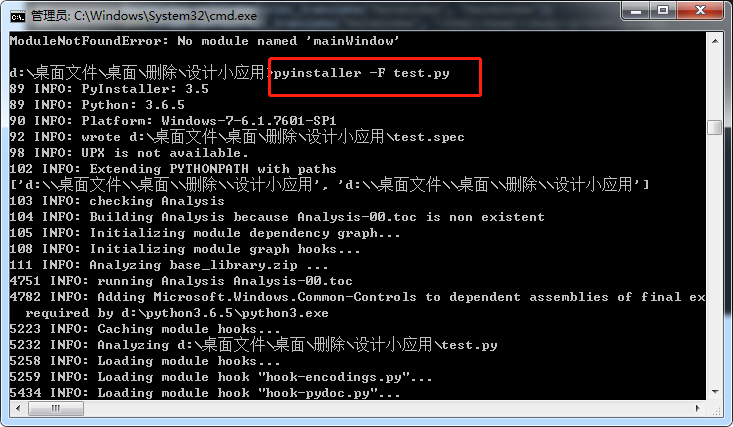 管理员: C:\Windows\System32\cmd.exe
ModuleNotFoundError: No module named 'mainWindow'
d:\桌面文件\桌面\删除\设计小应用>pyinstaller -F test.py
89 INFO: PyInstaller: 3.5
89 INFO: Python: 3.6.5
90 INFO: Platform: Windows-7-6.1.7601-SP1
92 INFO: wrote d:\桌面文件\桌面\删除\设计小应用\test.spec
98 INFO: UPX is not available.
102 INFO: Extending PYTHONPATH with paths
['d:\\桌面文件\\桌面\\删除\\设计小应用', 'd:\\桌面文件\\桌面\\删除\\设计小应用']
103 INFO: checking Analysis
104 INFO: Building Analysis because Analysis-00.toc is non existent
105 INFO: Initializing module dependency graph...
108 INFO: Initializing module graph hooks...
111 INFO: Analyzing base_library.zip ...
4751 INFO: running Analysis Analysis-00.toc
4782 INFO: Adding Microsoft.Windows.Common-Controls to dependent assemblies of final ex
required by d:\python3.6.5\python3.exe
5223 INFO: Caching module hooks...
5232 INFO: Analyzing d:\桌面文件\桌面\删除\设计小应用\test.py
5258 INFO: Loading module hooks...
5259 INFO: Loading module hook "hook-encodings.py"...
5434 INFO: Loading module hook "hook-pydoc.py"...